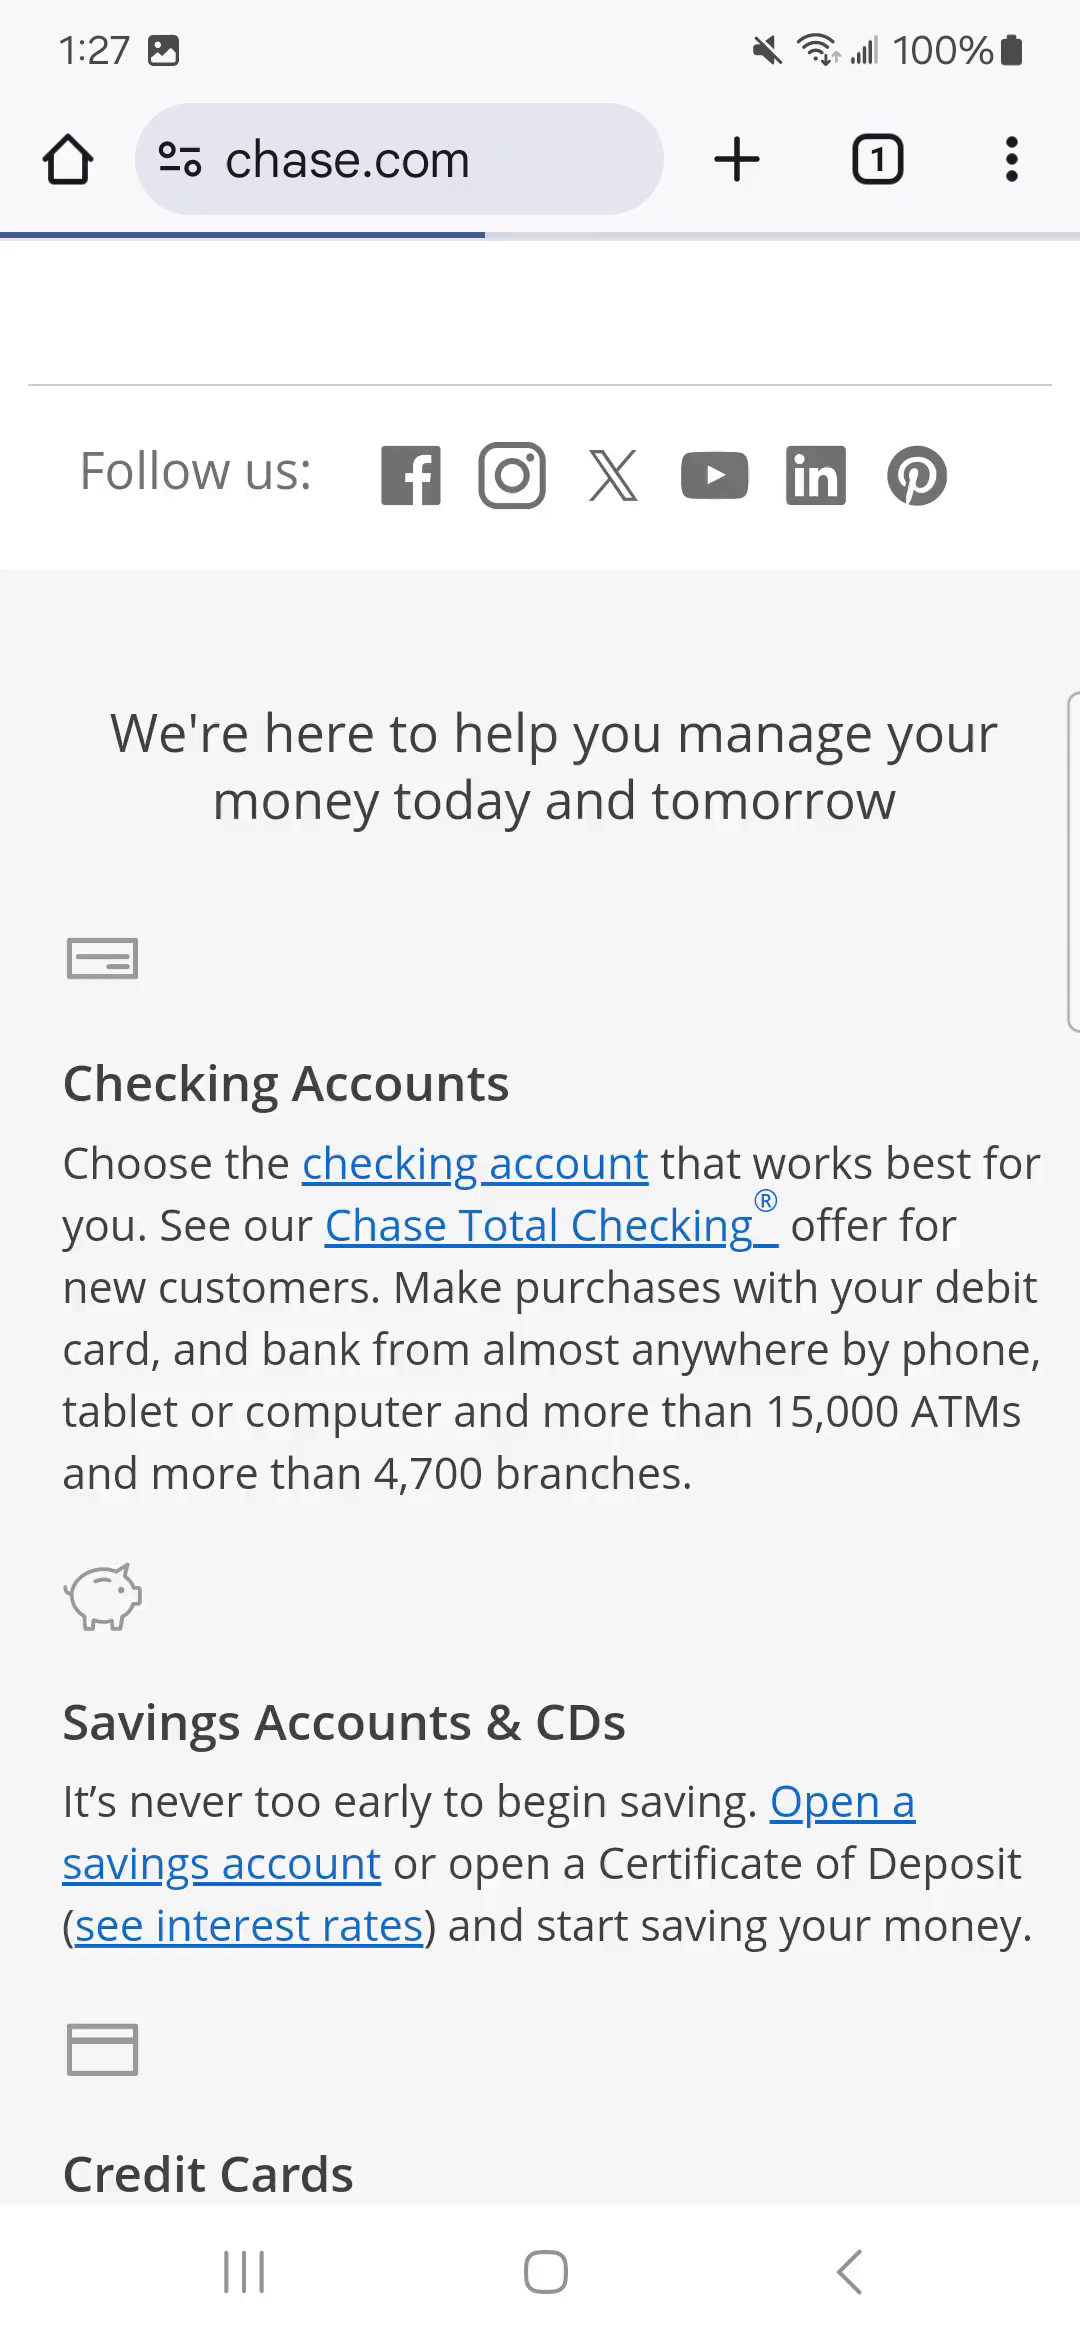 1:27
100%
chase.com
1
Follow us:
We're here to help you manage your
money today and tomorrow
Checking Accounts
Choose the checking account that works best for
you. See our Chase Total Checking® offer for
new customers. Make purchases with your debit
card, and bank from almost anywhere by phone,
tablet or computer and more than 15,000 ATMs
and more than 4,700 branches.
Savings Accounts & CDs
It’s never too early to begin saving. Open a
savings account or open a Certificate of Deposit
(see interest rates) and start saving your money.
Credit Cards